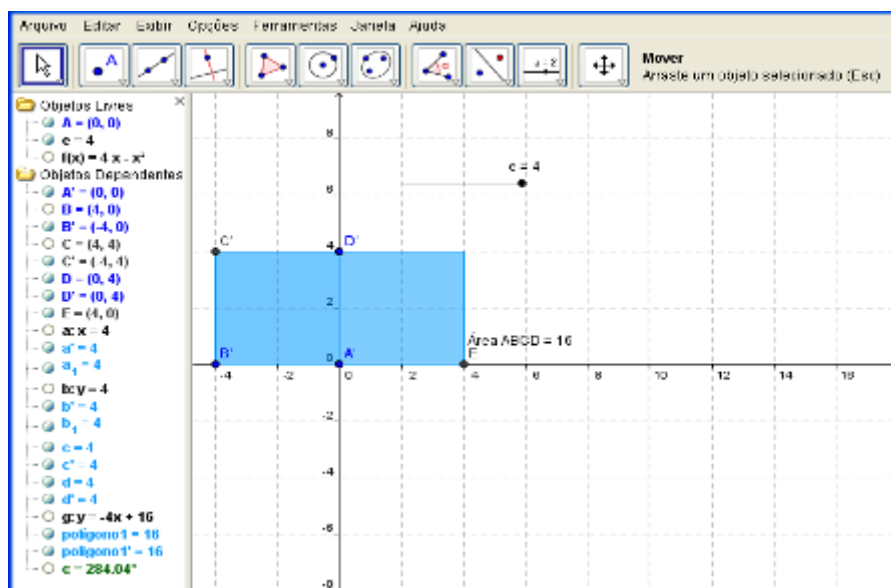 Arquivo Editar Exibir Opções Ferramentas Janela Ajuda
A
a = 2
Mover
Arraste um objeto selecionado (Esc)
Objetos Livres
A = (0, 0)
e = 4
f(x) = 4 x - x²
Objetos Dependentes
A' = (0, 0)
B = (4, 0)
B' = (-4, 0)
C = (4, 4)
C' = (-4, 4)
D = (0, 4)
D' = (0, 4)
E = (4, 0)
a: x = 4
a' = 4
a₁ = 4
b: y = 4
b' = 4
b₁ = 4
c = 4
c' = 4
d = 4
d' = 4
g: y = -4x + 16
polígono1 = 16
polígono1' = 16
= 284.04°
e = 4
8
6
C'
4
D'
2
Área ABCD = 16
B'
0
A'
E
-4 -2 0 2 4 6 8 10 12 14 16
-2
-4
-6
-8